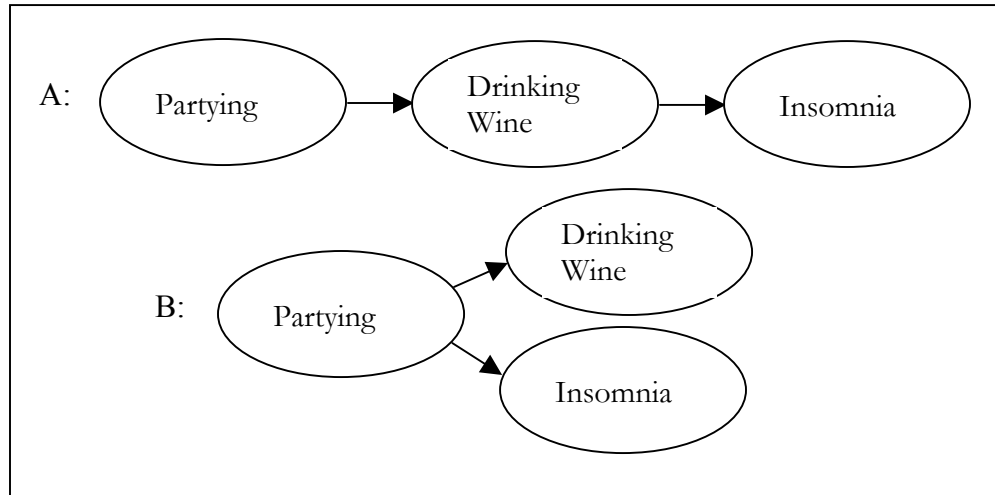 A:
Partying
Drinking
Wine
Insomnia
B:
Partying
Drinking
Wine
Insomnia